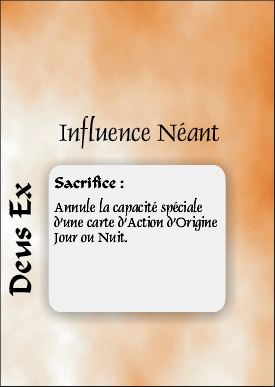 Influence Néant
Deus Ex
Sacrifice :
Annule la capacité spéciale
d'une carte d'Action d'Origine
Jour ou Nuit.